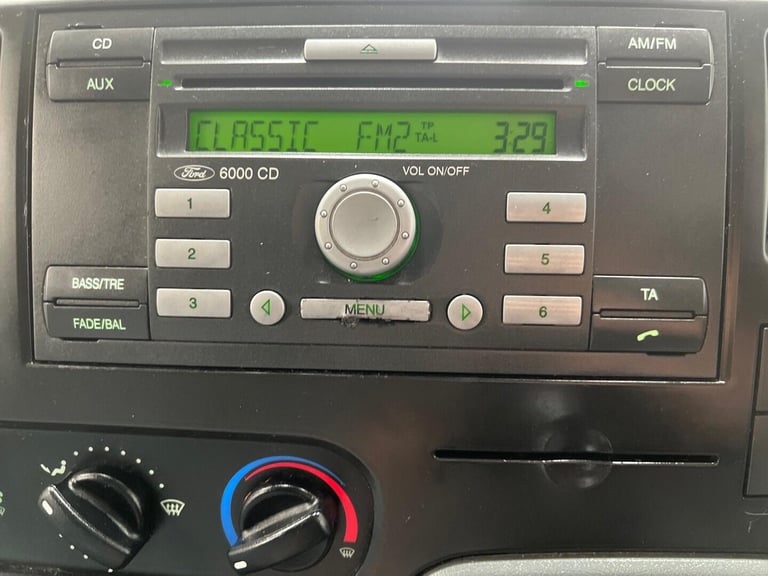 CD
AM/FM
AUX
CLOCK
CLASSIC FM2 TP TA-L 3:29
Ford 6000 CD
VOL ON/OFF
1
4
2
5
BASS/TRE
TA
3
MENU
6
FADE/BAL